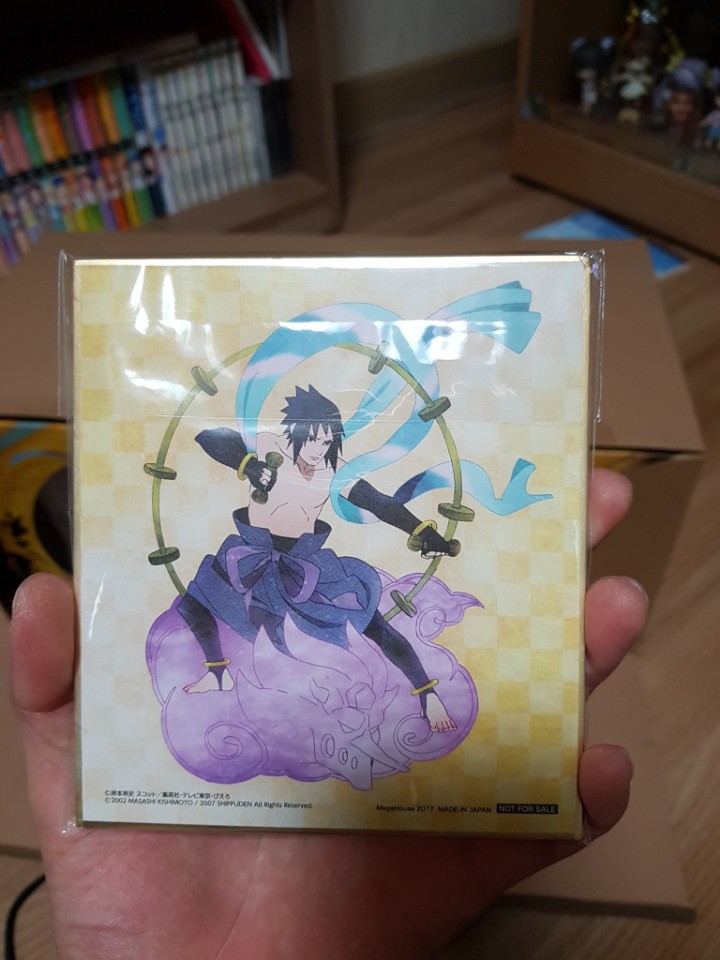 ©岸本斉史 スコット/集英社・テレビ東京・ぴえろ
©2002 MASASHI KISHIMOTO / 2007 SHIPPUDEN All Rights Reserved.
MegaHouse 2017 MADE IN JAPAN NOT FOR SALE